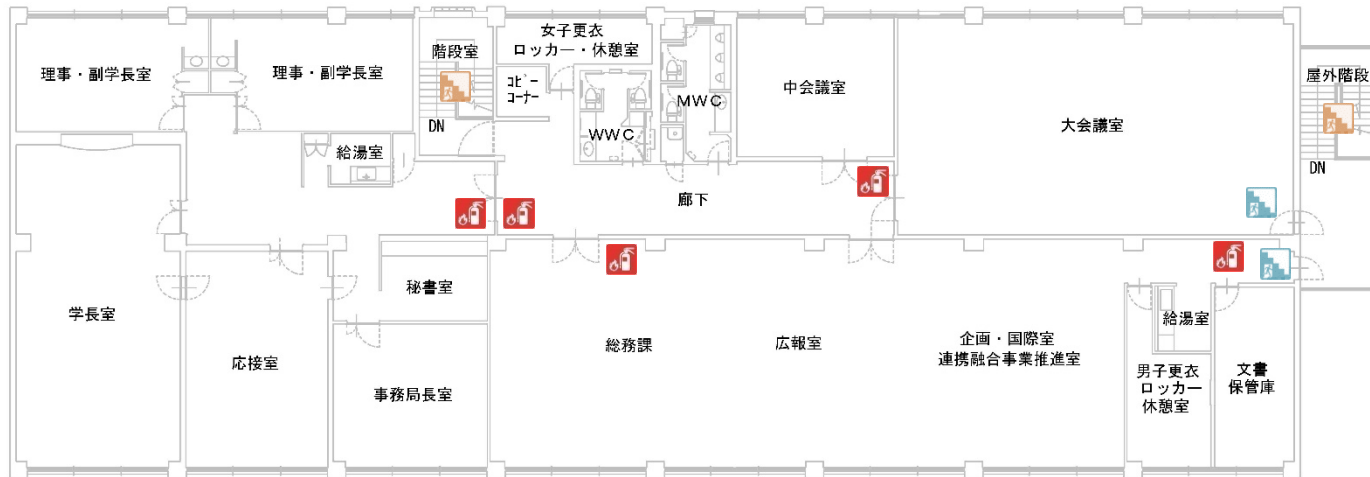 理事・副学長室
理事・副学長室
階段室
DN
女子更衣
ロッカー・休憩室
コピー
コーナー
WWC
MWC
中会議室
大会議室
屋外階段
DN
給湯室
廊下
学長室
応接室
秘書室
事務局長室
総務課
広報室
企画・国際室
連携融合事業推進室
給湯室
男子更衣
ロッカー
休憩室
文書
保管庫